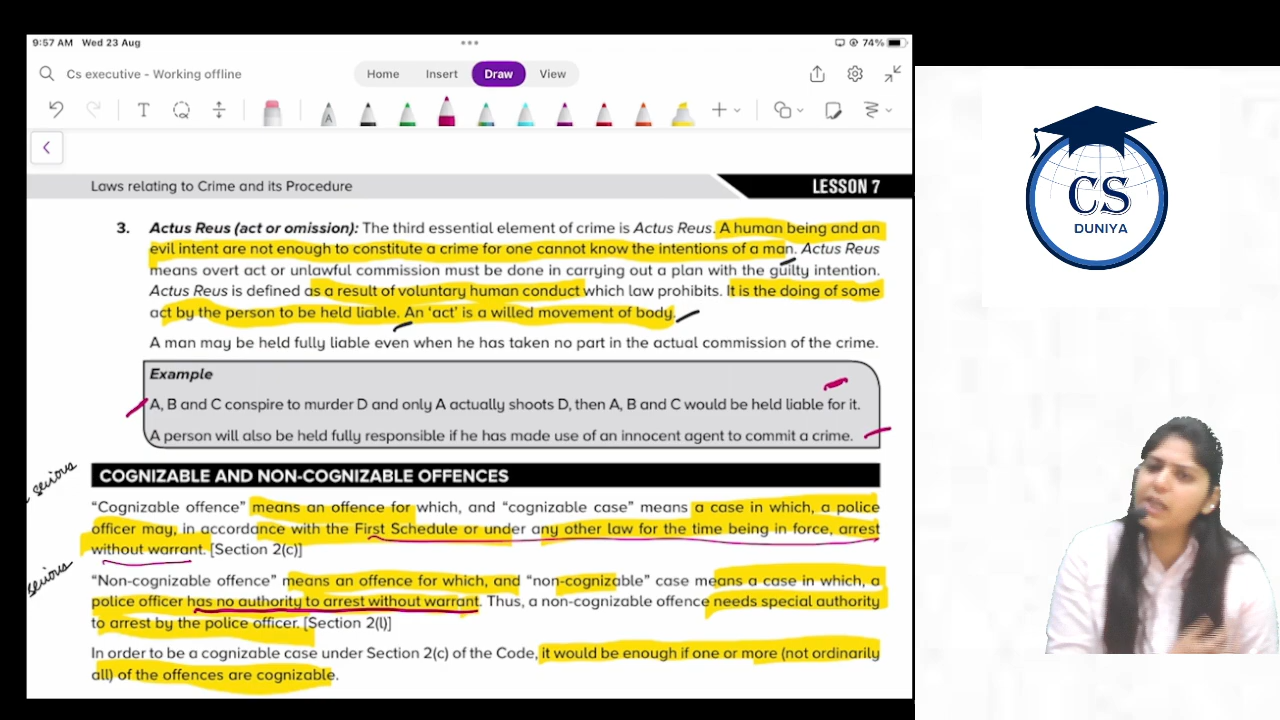 9:57 AM Wed 23 Aug
74%
Cs executive - Working offline
Home Insert Draw View
T
A
Laws relating to Crime and its Procedure
LESSON 7
3. Actus Reus (act or omission): The third essential element of crime is Actus Reus. A human being and an
evil intent are not enough to constitute a crime for one cannot know the intentions of a man. Actus Reus
means overt act or unlawful commission must be done in carrying out a plan with the guilty intention.
Actus Reus is defined as a result of voluntary human conduct which law prohibits. It is the doing of some
act by the person to be held liable. An ‘act’ is a willed movement of body.
A man may be held fully liable even when he has taken no part in the actual commission of the crime.
Example
A, B and C conspire to murder D and only A actually shoots D, then A, B and C would be held liable for it.
A person will also be held fully responsible if he has made use of an innocent agent to commit a crime.
serious
COGNIZABLE AND NON-COGNIZABLE OFFENCES
“Cognizable offence” means an offence for which, and “cognizable case” means a case in which, a police
officer may, in accordance with the First Schedule or under any other law for the time being in force, arrest
without warrant. [Section 2(c)]
serious
“Non-cognizable offence” means an offence for which, and “non-cognizable” case means a case in which, a
police officer has no authority to arrest without warrant. Thus, a non-cognizable offence needs special authority
to arrest by the police officer. [Section 2(l)]
In order to be a cognizable case under Section 2(c) of the Code, it would be enough if one or more (not ordinarily
all) of the offences are cognizable.
CS
DUNIYA